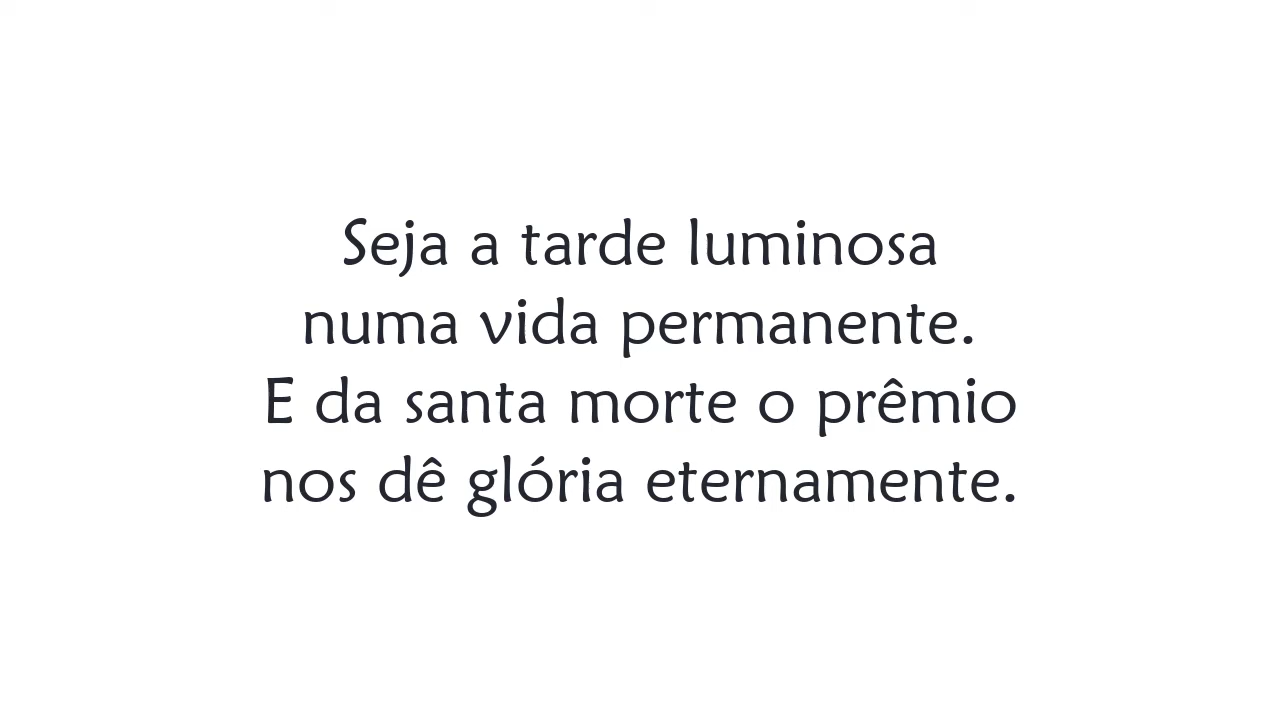 Seja a tarde luminosa
numa vida permanente.
E da santa morte o prêmio
nos dê glória eternamente.